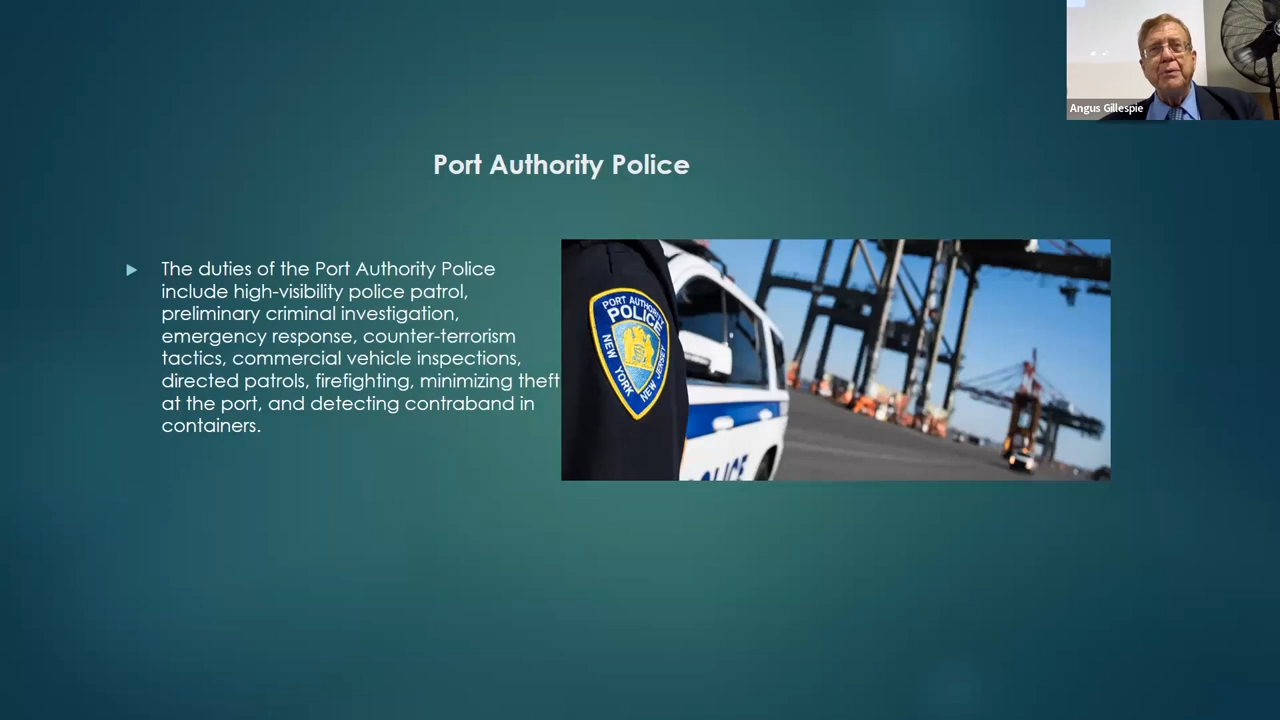 Angus Gillespie
Port Authority Police
The duties of the Port Authority Police
include high-visibility police patrol,
preliminary criminal investigation,
emergency response, counter-terrorism
tactics, commercial vehicle inspections,
directed patrols, firefighting, minimizing theft
at the port, and detecting contraband in
containers.
PORT AUTHORITY
POLICE
NEW YORK
NEW JERSEY
POLICE